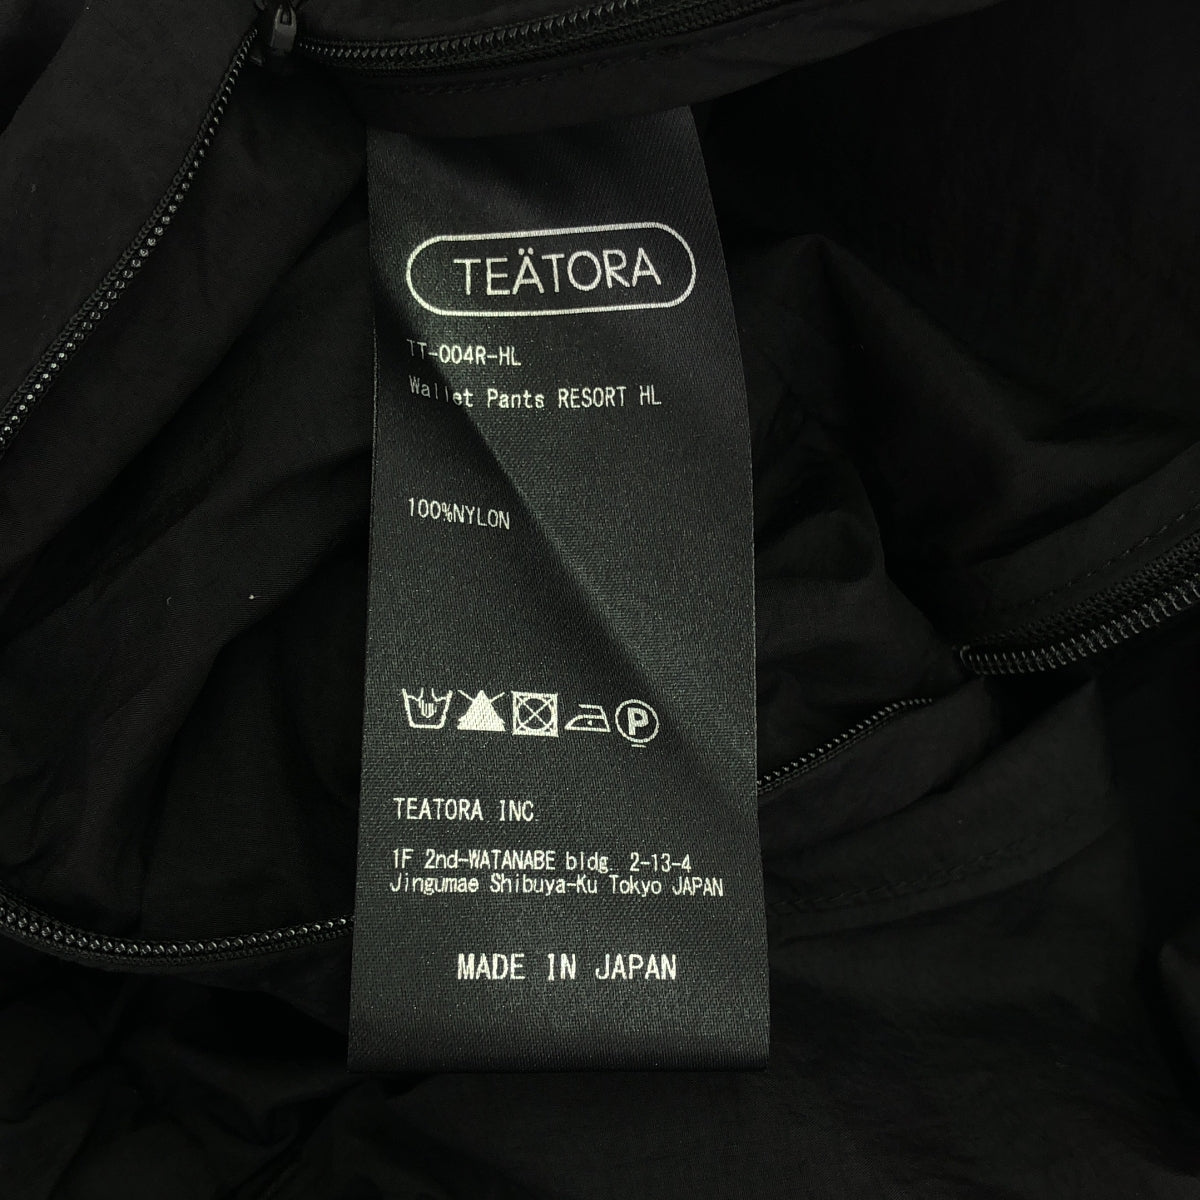 TEÄTORA
TT-004R-HL
Wallet Pants RESORT HL
100%NYLON
P
TEATORA INC
1F 2nd-WATANABE bldg. 2-13-4
Jingumae Shibuya-Ku Tokyo JAPAN
MADE IN JAPAN